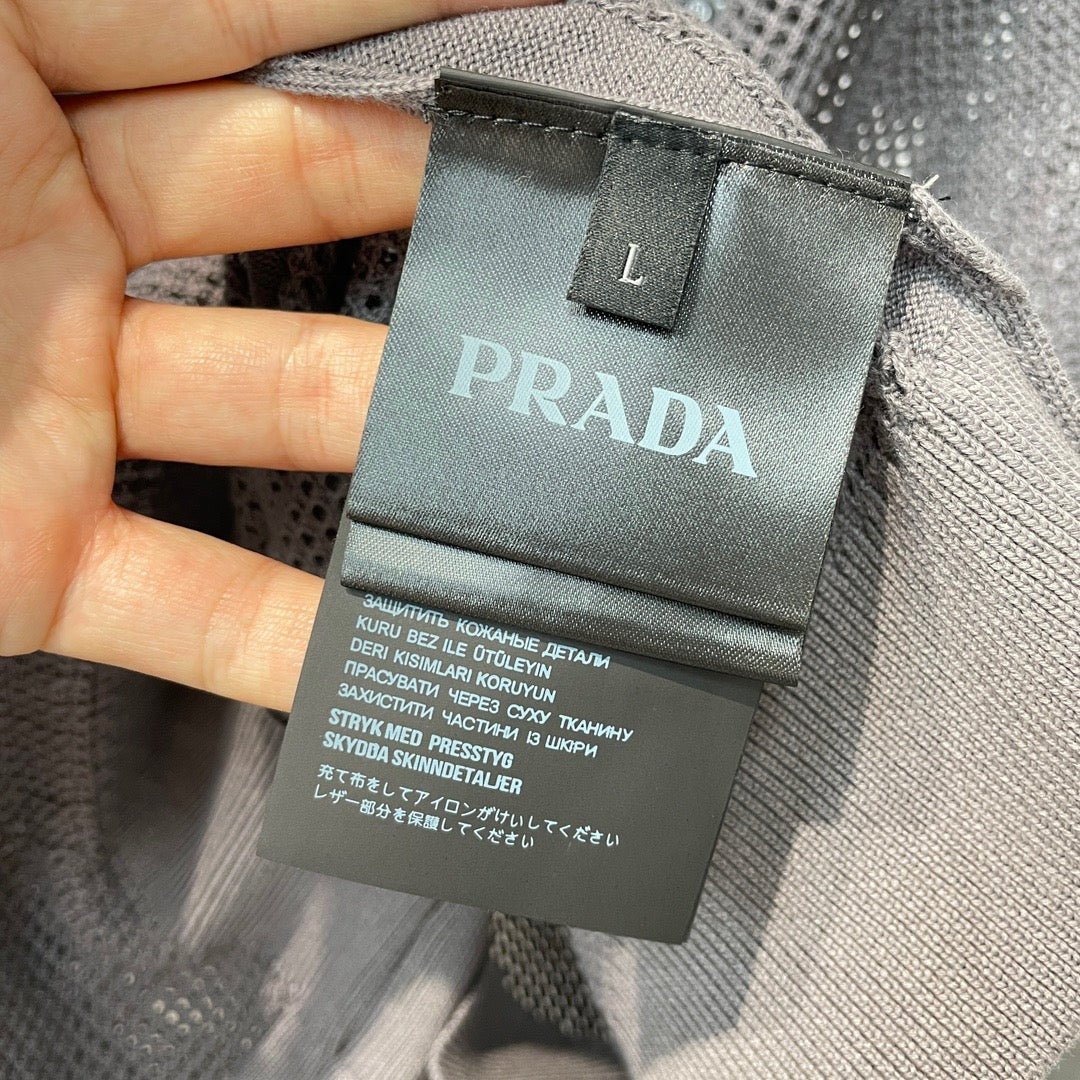 L
PRADA
ЗАЩИТИТЬ КОЖАНЫЕ ДЕТАЛИ
KURU BEZ ILE ÜTÜLEYIN
DERI KISIMLARI KORUYUN
ПРАСУВАТИ ЧЕРЕЗ СУХУ ТКАНИНУ
ЗАХИСТИТИ ЧАСТИНИ ІЗ ШКІРИ
STRYK MED PRESSTYG
SKYDDA SKINNDETALJER
充て布をしてアイロンがけいしてください
レザー部分を保護してください